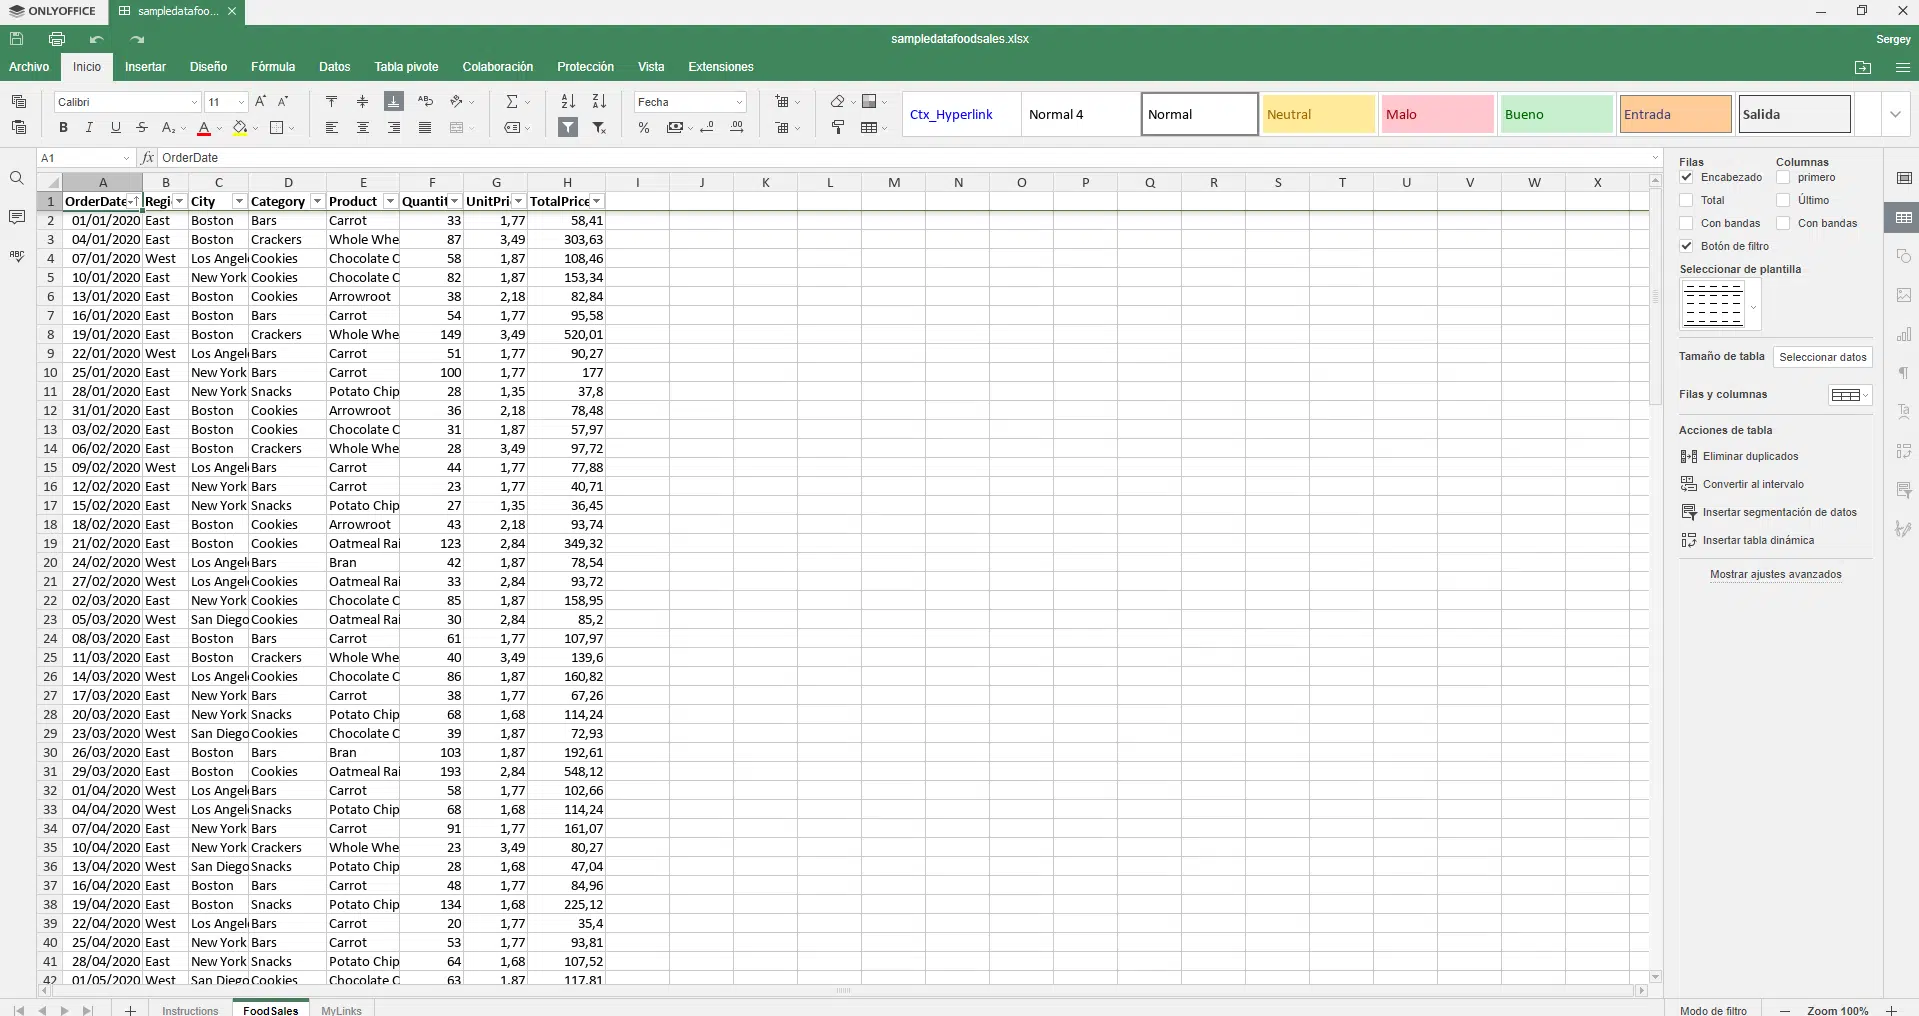 ONLYOFFICE
sampledatafoo...
sampledatafoodsales.xlsx
Sergey
Archivo Inicio Insertar Diseño Fórmula Datos Tabla pivote Colaboración Protección Vista Extensiones
Calibri 11 Fecha
Ctx_Hyperlink Normal 4 Normal Neutral Malo Bueno Entrada Salida
A1 fx OrderDate
A B C D E F G H I J K L M N O P Q R S T U V W X
1 OrderDate Regi City Category Product Quantit UnitPri TotalPrice
2 01/01/2020 East Boston Bars Carrot 33 1,77 58,41
3 04/01/2020 East Boston Crackers Whole Whe 87 3,49 303,63
4 07/01/2020 West Los Angel Cookies Chocolate C 58 1,87 108,46
5 10/01/2020 East New York Cookies Chocolate C 82 1,87 153,34
6 13/01/2020 East Boston Cookies Arrowroot 38 2,18 82,84
7 16/01/2020 East Boston Bars Carrot 54 1,77 95,58
8 19/01/2020 East Boston Crackers Whole Whe 149 3,49 520,01
9 22/01/2020 West Los Angel Bars Carrot 51 1,77 90,27
10 25/01/2020 East New York Bars Carrot 100 1,77 177
11 28/01/2020 East New York Snacks Potato Chip 28 1,35 37,8
12 31/01/2020 East Boston Cookies Arrowroot 36 2,18 78,48
13 03/02/2020 East Boston Cookies Chocolate C 31 1,87 57,97
14 06/02/2020 East Boston Crackers Whole Whe 28 3,49 97,72
15 09/02/2020 West Los Angel Bars Carrot 44 1,77 77,88
16 12/02/2020 East New York Bars Carrot 23 1,77 40,71
17 15/02/2020 East New York Snacks Potato Chip 27 1,35 36,45
18 18/02/2020 East Boston Cookies Arrowroot 43 2,18 93,74
19 21/02/2020 East Boston Cookies Oatmeal Rai 123 2,84 349,32
20 24/02/2020 West Los Angel Bars Bran 42 1,87 78,54
21 27/02/2020 West Los Angel Cookies Oatmeal Rai 33 2,84 93,72
22 02/03/2020 East New York Cookies Chocolate C 85 1,87 158,95
23 05/03/2020 West San Diego Cookies Oatmeal Rai 30 2,84 85,2
24 08/03/2020 East Boston Bars Carrot 61 1,77 107,97
25 11/03/2020 East Boston Crackers Whole Whe 40 3,49 139,6
26 14/03/2020 West Los Angel Cookies Chocolate C 86 1,87 160,82
27 17/03/2020 East New York Bars Carrot 38 1,77 67,26
28 20/03/2020 East New York Snacks Potato Chip 68 1,68 114,24
29 23/03/2020 West San Diego Cookies Chocolate C 39 1,87 72,93
30 26/03/2020 East Boston Bars Bran 103 1,87 192,61
31 29/03/2020 East Boston Cookies Oatmeal Rai 193 2,84 548,12
32 01/04/2020 West Los Angel Bars Carrot 58 1,77 102,66
33 04/04/2020 West Los Angel Snacks Potato Chip 68 1,68 114,24
34 07/04/2020 East New York Bars Carrot 91 1,77 161,07
35 10/04/2020 East New York Crackers Whole Whe 23 3,49 80,27
36 13/04/2020 West San Diego Snacks Potato Chip 28 1,68 47,04
37 16/04/2020 East Boston Bars Carrot 48 1,77 84,96
38 19/04/2020 East Boston Snacks Potato Chip 134 1,68 225,12
39 22/04/2020 West Los Angel Bars Carrot 20 1,77 35,4
40 25/04/2020 East New York Bars Carrot 53 1,77 93,81
41 28/04/2020 East New York Snacks Potato Chip 64 1,68 107,52
42 01/05/2020 West San Diego Cookies Chocolate C 63 1,87 117,81
Filas Columnas
Encabezado primero
Total Último
Con bandas Con bandas
Botón de filtro
Seleccionar de plantilla
Tamaño de tabla Seleccionar datos
Filas y columnas
Acciones de tabla
Eliminar duplicados
Convertir al intervalo
Insertar segmentación de datos
Insertar tabla dinámica
Mostrar ajustes avanzados
Instructions FoodSales MyLinks
Modo de filtro Zoom 100%